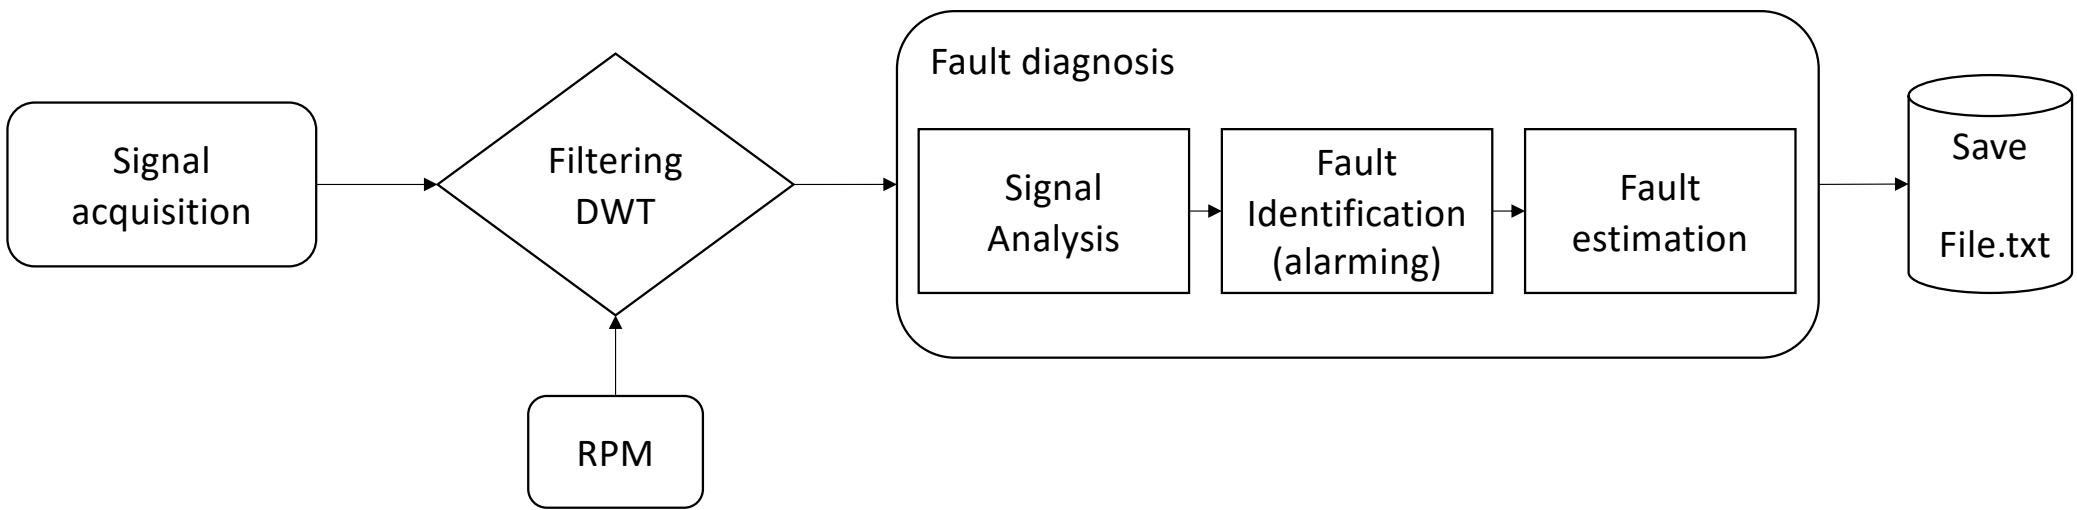 Signal
acquisition
Filtering
DWT
RPM
Fault diagnosis
Signal
Analysis
Fault
Identification
(alarming)
Fault
estimation
Save
File.txt